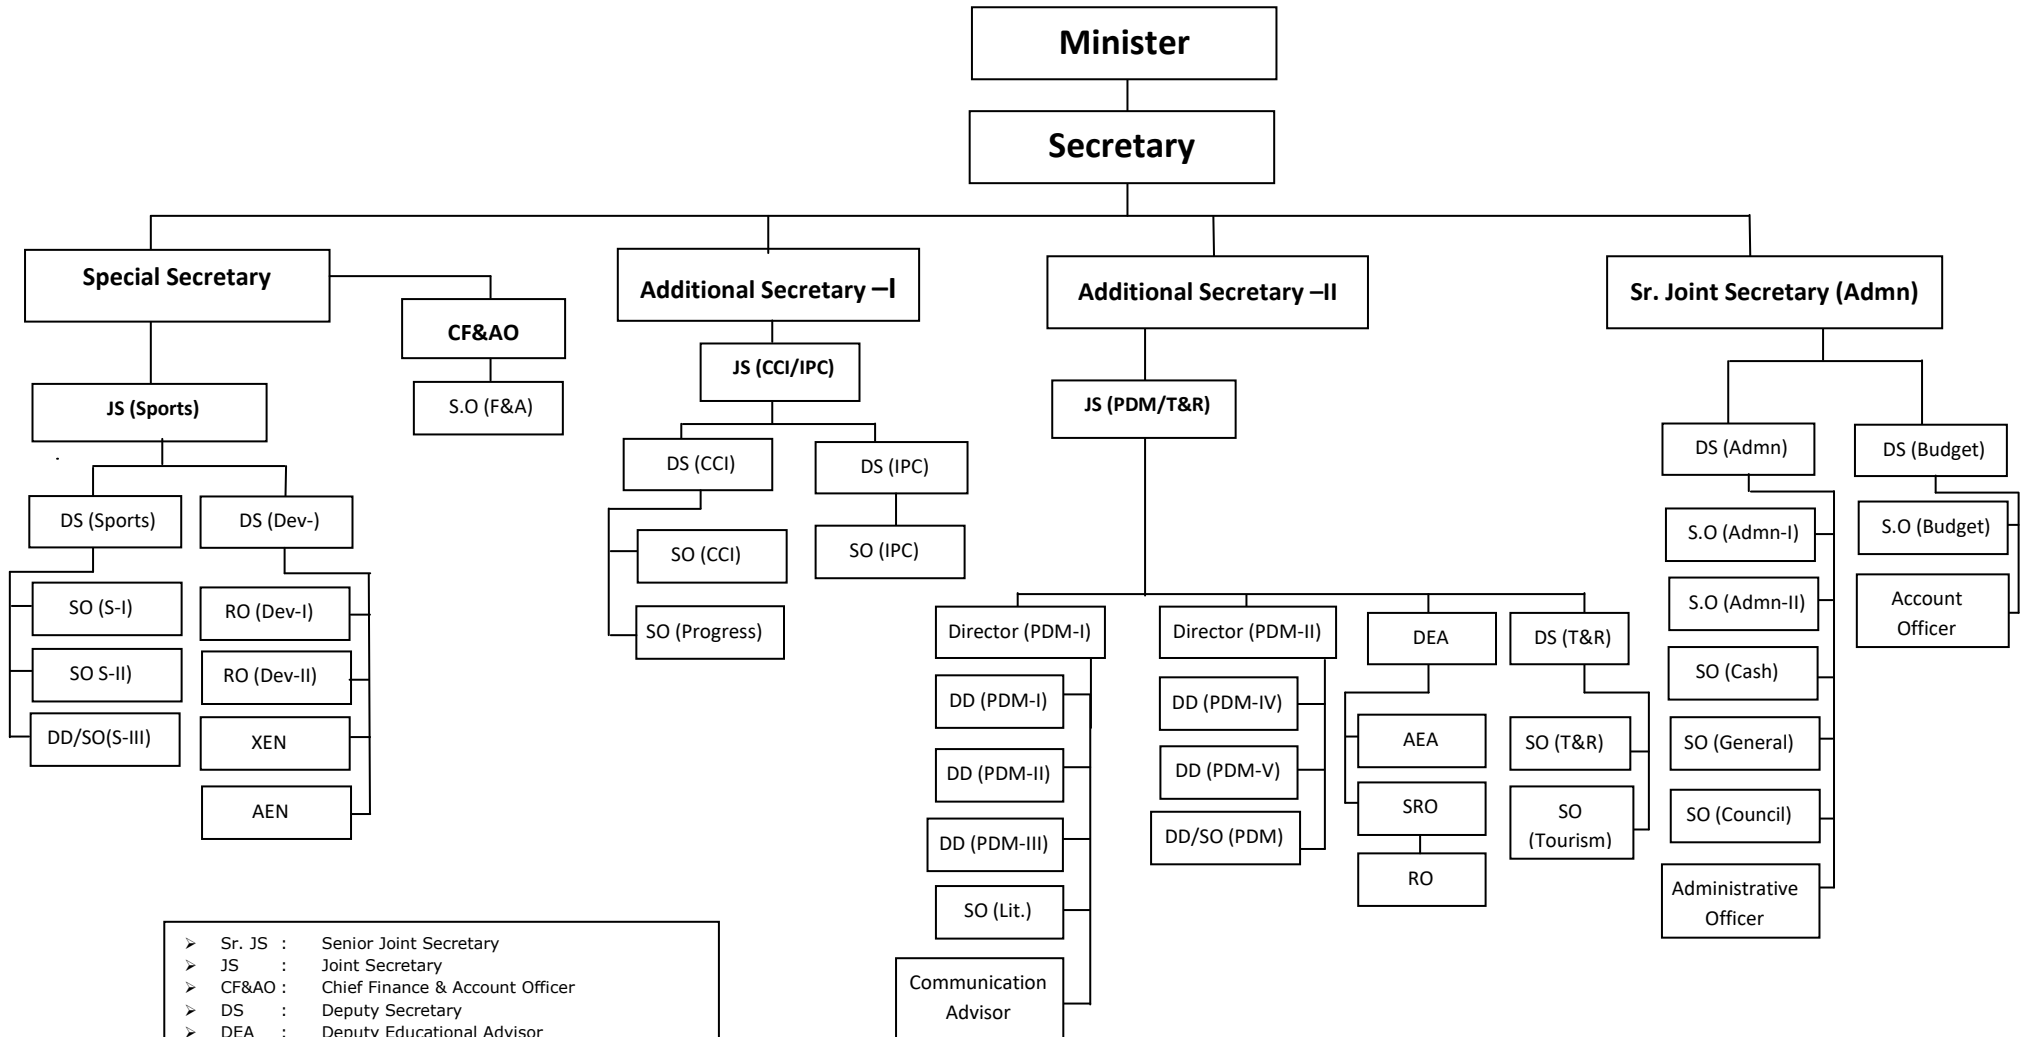 Minister
Secretary
Special Secretary
CF&AO
S.O (F&A)
JS (Sports)
.
DS (Sports)
DS (Dev-)
SO (S-I)
SO S-II)
DD/SO(S-III)
RO (Dev-I)
RO (Dev-II)
XEN
AEN
Additional Secretary –I
JS (CCI/IPC)
DS (CCI)
DS (IPC)
SO (CCI)
SO (Progress)
SO (IPC)
Additional Secretary –II
JS (PDM/T&R)
Director (PDM-I)
DD (PDM-I)
DD (PDM-II)
DD (PDM-III)
SO (Lit.)
Communication
Advisor
Director (PDM-II)
DD (PDM-IV)
DD (PDM-V)
DD/SO (PDM)
DEA
AEA
SRO
RO
DS (T&R)
SO (T&R)
SO
(Tourism)
Sr. Joint Secretary (Admn)
DS (Admn)
S.O (Admn-I)
S.O (Admn-II)
SO (Cash)
SO (General)
SO (Council)
Administrative
Officer
DS (Budget)
S.O (Budget)
Account
Officer
➢ Sr. JS : Senior Joint Secretary
➢ JS : Joint Secretary
➢ CF&AO : Chief Finance & Account Officer
➢ DS : Deputy Secretary
➢ DEA : Deputy Educational Advisor